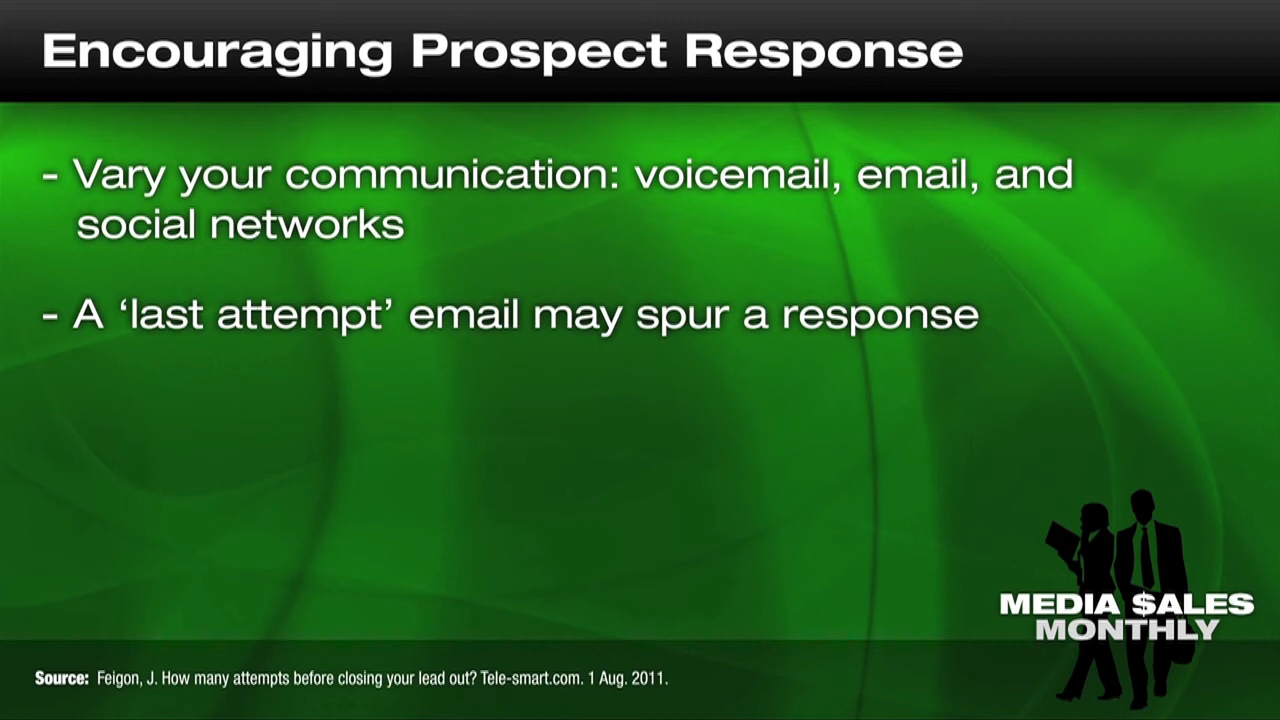 Encouraging Prospect Response
- Vary your communication: voicemail, email, and
social networks
- A ‘last attempt’ email may spur a response
MEDIA $ALES
MONTHLY
Source: Feigon, J. How many attempts before closing your lead out? Tele-smart.com. 1 Aug. 2011.